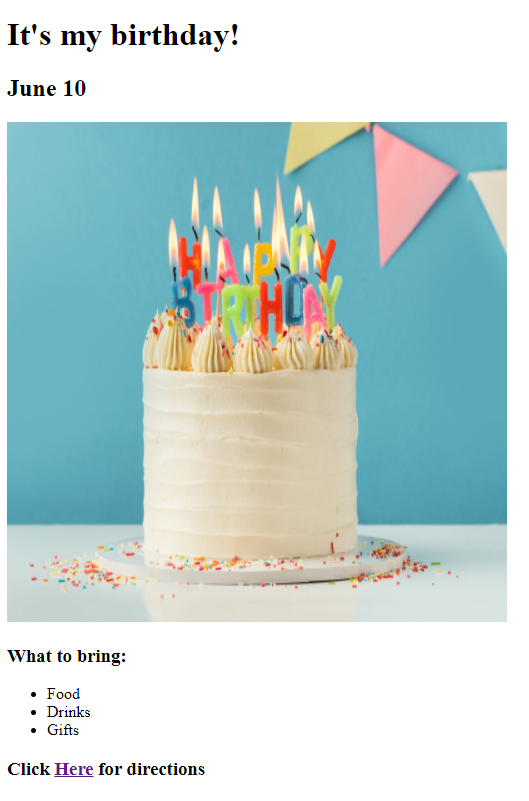 It's my birthday!
June 10
HAPPY
BIRTHDAY
What to bring:
Food
Drinks
Gifts
Click Here for directions